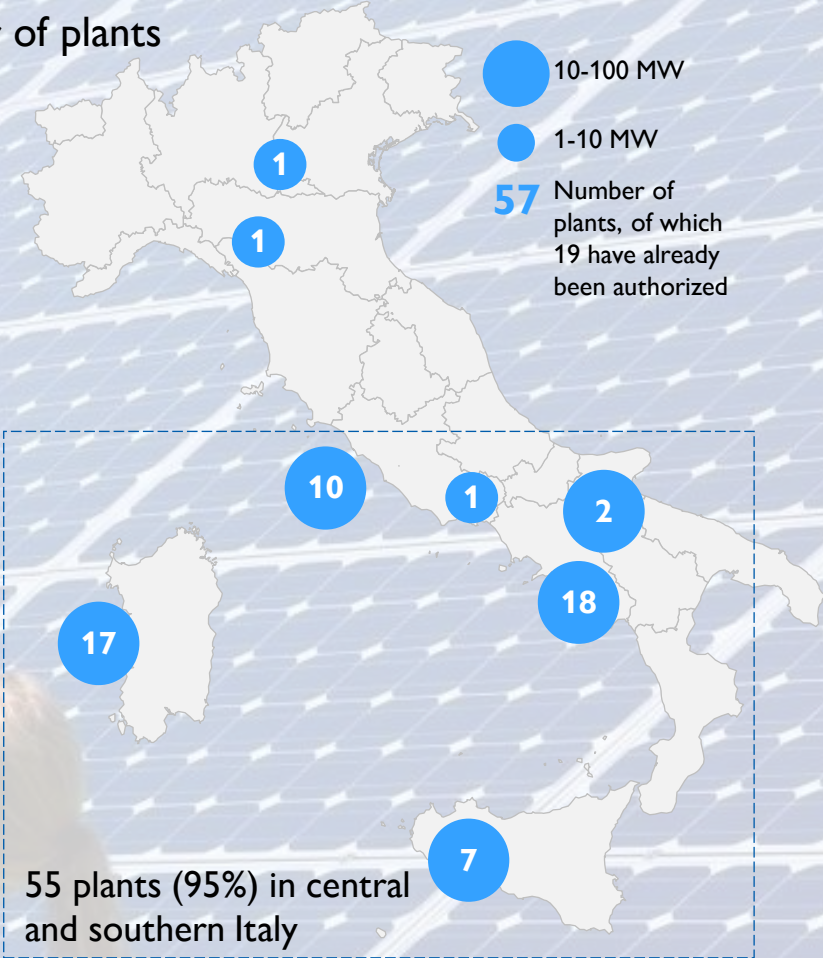 of plants
10-100 MW
1-10 MW
57
Number of
plants, of which
19 have already
been authorized
1
1
10
1
2
18
17
7
55 plants (95%) in central
and southern Italy